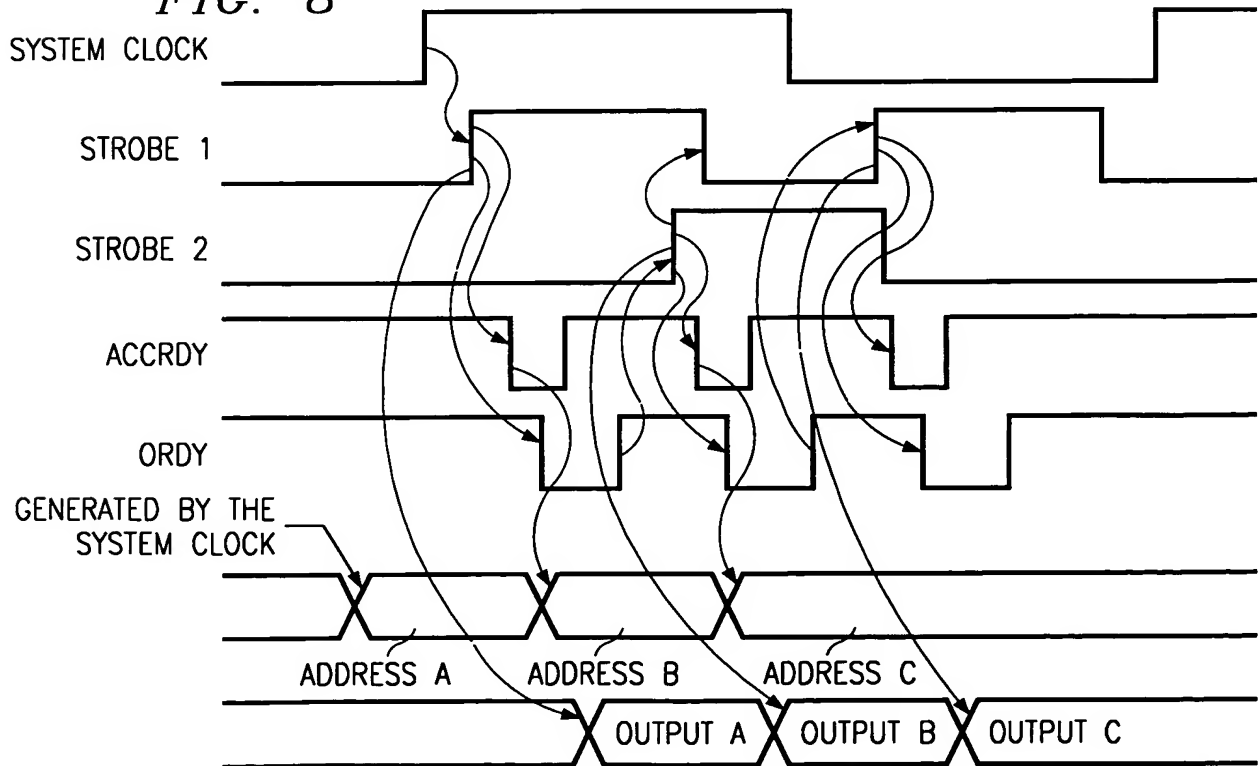 FIG. 8
SYSTEM CLOCK
STROBE 1
STROBE 2
ACCRDY
ORDY
GENERATED BY THE
SYSTEM CLOCK
ADDRESS A
ADDRESS B
ADDRESS C
OUTPUT A
OUTPUT B
OUTPUT C